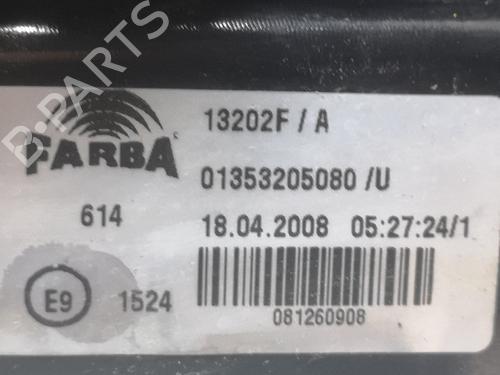 B-PARTS
FARBA
13202F / A
01353205080 /U
614
18.04.2008 05:27:24/1
E9
1524
081260908